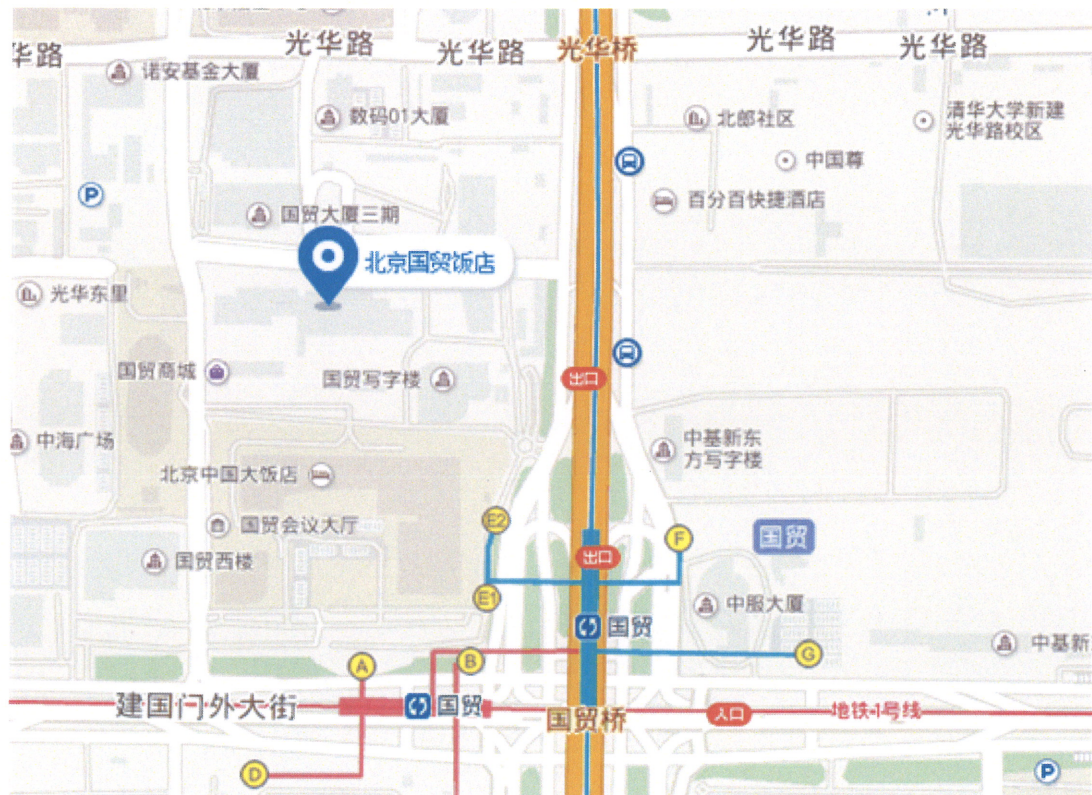 光华路
光华路
光华桥
光华路
光华路
华路
诺安基金大厦
数码01大厦
北郎社区
清华大学新建
光华路校区
中国尊
P
百分百快捷酒店
国贸大厦三期
北京国贸饭店
光华东里
国贸商城
国贸写字楼
出口
中海广场
中基新东
方写字楼
北京中国大饭店
国贸会议大厅
E2
F
国贸
国贸西楼
出口
E1
中服大厦
国贸
中基新
A
B
G
建国门外大街
国贸
国贸桥
入口
地铁1号线
D
P